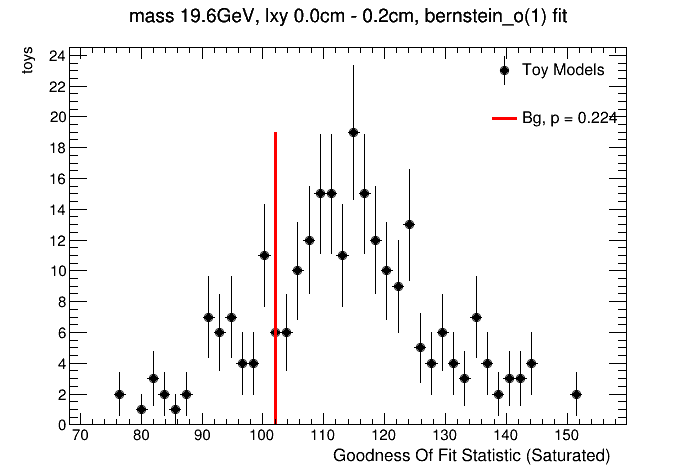 mass 19.6GeV, lxy 0.0cm - 0.2cm, bernstein_o(1) fit
toys
24
22
20
18
16
14
12
10
8
6
4
2
0
Toy Models
Bg, p = 0.224
70 80 90 100 110 120 130 140 150
Goodness Of Fit Statistic (Saturated)